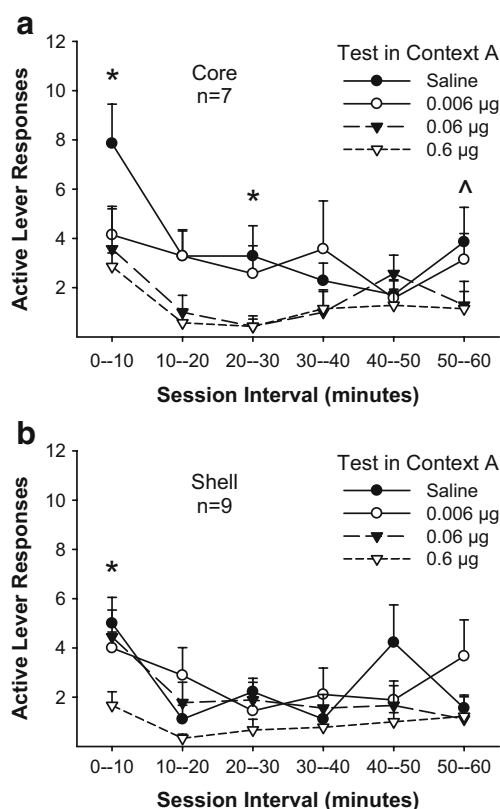 a
12
10
8
6
4
2
Active Lever Responses
*
Core
n=7
*
^
Test in Context A
Saline
0.006 µg
0.06 µg
0.6 µg
0--10 10--20 20--30 30--40 40--50 50--60
Session Interval (minutes)
b
12
10
8
6
4
2
Active Lever Responses
*
Shell
n=9
Test in Context A
Saline
0.006 µg
0.06 µg
0.6 µg
0--10 10--20 20--30 30--40 40--50 50--60
Session Interval (minutes)